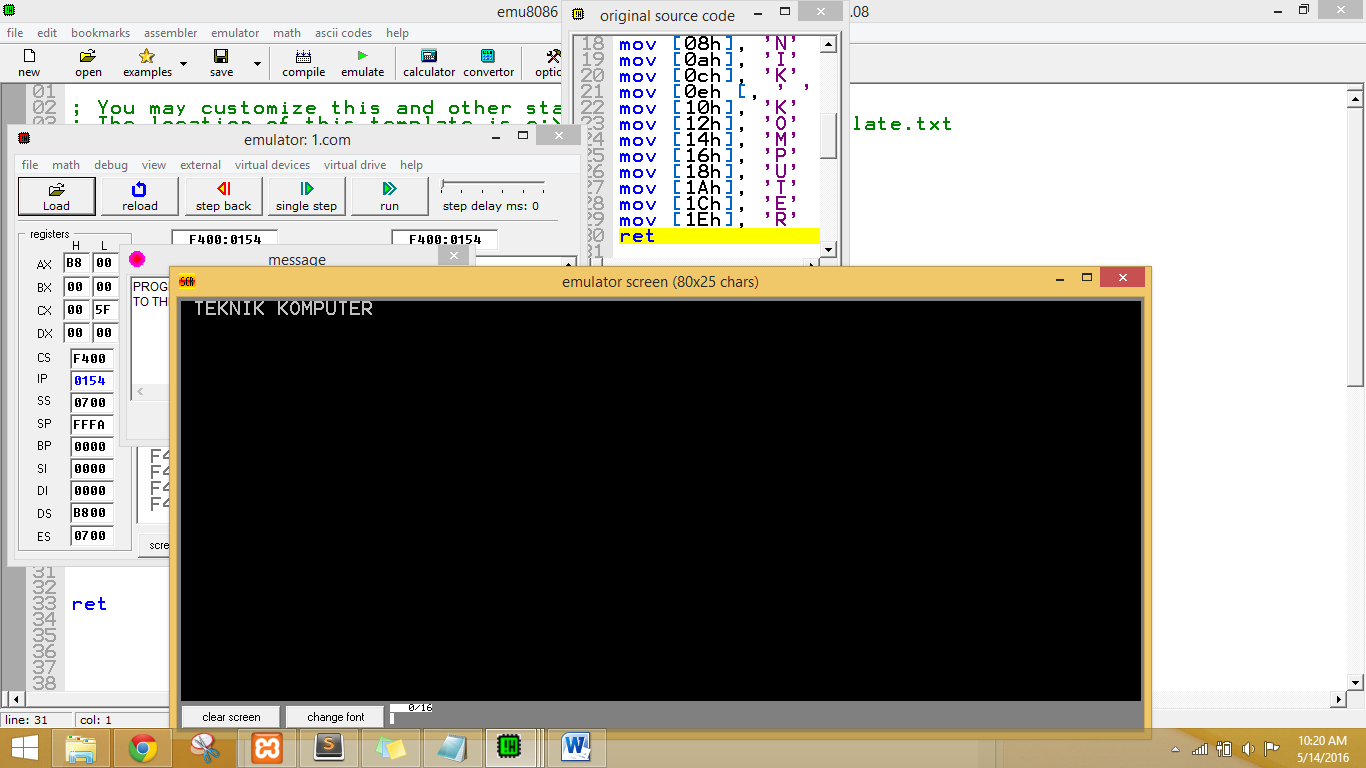 emu8086
.08
file edit bookmarks assembler emulator math ascii codes help
new open examples save compile emulate calculator convertor
01
02 ; You may customize this and other sta
late.txt
original source code
18 mov [08h], 'N'
19 mov [0ah], 'I'
20 mov [0ch], 'K'
21 mov [0eh [, ' '
22 mov [10h], 'K'
23 mov [12h], 'O'
24 mov [14h], 'M'
25 mov [16h], 'P'
26 mov [18h], 'U'
27 mov [1Ah], 'T'
28 mov [1Ch], 'E'
29 mov [1Eh], 'R'
30 ret
31
emulator: 1.com
file math debug view external virtual devices virtual drive help
Load reload step back single step run step delay ms: 0
registers F400:0154 F400:0154
H L
AX B8 00
BX 00 00
CX 00 5F
DX 00 00
CS F400
IP 0154
SS 0700
SP FFFA
BP 0000
SI 0000
DI 0000
DS B800
ES 0700
message
PROG
TO TH
F4
F4
F4
F4
scre
emulator screen (80x25 chars)
TEKNIK KOMPUTER
clear screen change font 0/16
31
32
33 ret
34
35
36
37
38
line: 31 col: 1
10:20 AM
5/14/2016